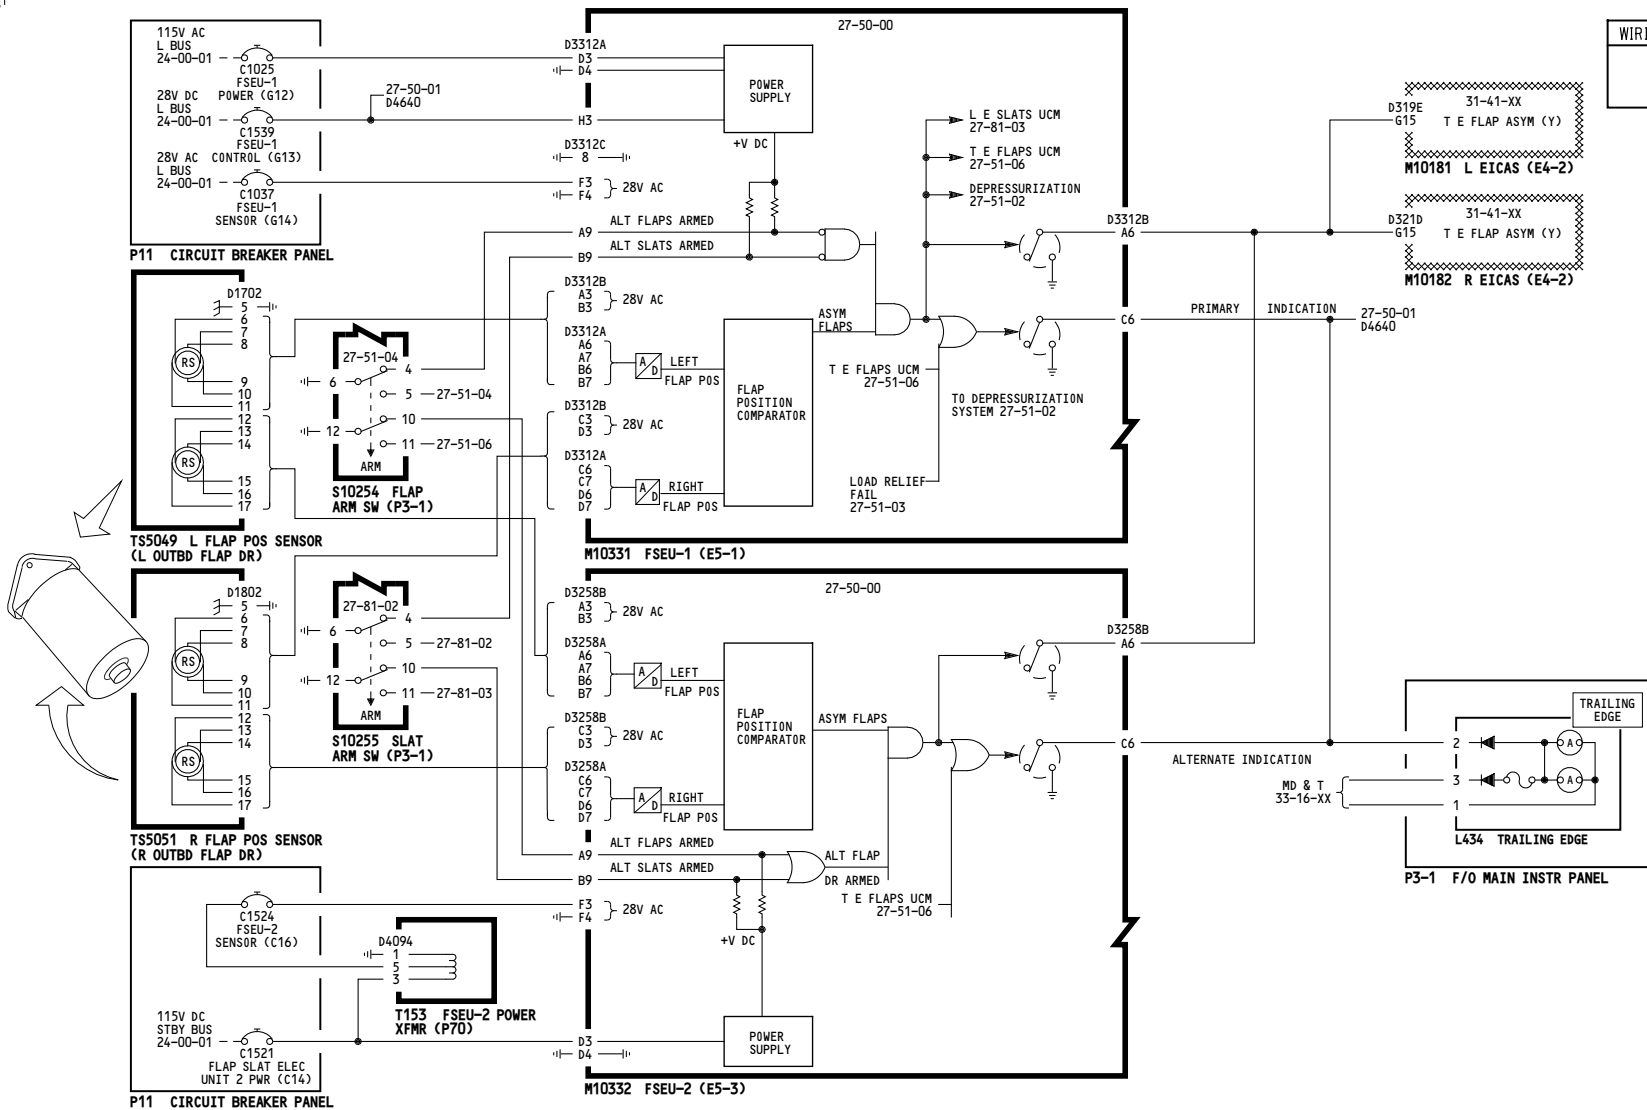 115V AC
L BUS
24-00-01
C1025
FSEU-1
POWER (G12)
28V DC
L BUS
24-00-01
C1539
FSEU-1
CONTROL (G13)
28V AC
L BUS
24-00-01
C1037
FSEU-1
SENSOR (G14)
P11 CIRCUIT BREAKER PANEL
27-50-01
D4640
D3312A
D3
D4
H3
D3312C
8
F3
F4
28V AC
ALT FLAPS ARMED
A9
ALT SLATS ARMED
B9
27-50-00
POWER
SUPPLY
+V DC
L E SLATS UCM
27-81-03
T E FLAPS UCM
27-51-06
DEPRESSURIZATION
27-51-02
D3312B
A6
C6
PRIMARY INDICATION
27-50-01
D4640
WIRI
D319E
G15
31-41-XX
T E FLAP ASYM (Y)
M10181 L EICAS (E4-2)
D321D
G15
31-41-XX
T E FLAP ASYM (Y)
M10182 R EICAS (E4-2)
D1702
5
6
7
8
RS
9
10
11
12
13
14
RS
15
16
17
TS5049 L FLAP POS SENSOR
(L OUTBD FLAP DR)
27-51-04
4
6
5
27-51-04
10
12
11
27-51-06
ARM
S10254 FLAP
ARM SW (P3-1)
D3312B
A3
B3
28V AC
D3312A
A6
A7
B6
B7
A
D
LEFT
FLAP POS
D3312B
C3
D3
28V AC
D3312A
C6
C7
D6
D7
A
D
RIGHT
FLAP POS
FLAP
POSITION
COMPARATOR
ASYM
FLAPS
T E FLAPS UCM
27-51-06
TO DEPRESSURIZATION
SYSTEM 27-51-02
LOAD RELIEF
FAIL
27-51-03
M10331 FSEU-1 (E5-1)
D1802
5
6
7
8
RS
9
10
11
12
13
14
RS
15
16
17
TS5051 R FLAP POS SENSOR
(R OUTBD FLAP DR)
27-81-02
4
6
5
27-81-02
10
12
11
27-81-03
ARM
S10255 SLAT
ARM SW (P3-1)
27-50-00
D3258B
A3
B3
28V AC
D3258A
A6
A7
B6
B7
A
D
LEFT
FLAP POS
D3258B
C3
D3
28V AC
D3258A
C6
C7
D6
D7
A
D
RIGHT
FLAP POS
FLAP
POSITION
COMPARATOR
ASYM FLAPS
D3258B
A6
C6
ALTERNATE INDICATION
ALT FLAPS ARMED
A9
ALT SLATS ARMED
B9
ALT FLAP
DR ARMED
T E FLAPS UCM
27-51-06
F3
F4
28V AC
+V DC
POWER
SUPPLY
D3
D4
M10332 FSEU-2 (E5-3)
C1524
FSEU-2
SENSOR (C16)
D4094
1
5
3
T153 FSEU-2 POWER
XFMR (P70)
115V DC
STBY BUS
24-00-01
C1521
FLAP SLAT ELEC
UNIT 2 PWR (C14)
P11 CIRCUIT BREAKER PANEL
TRAILING
EDGE
2
A
3
A
1
MD & T
33-16-XX
L434 TRAILING EDGE
P3-1 F/O MAIN INSTR PANEL